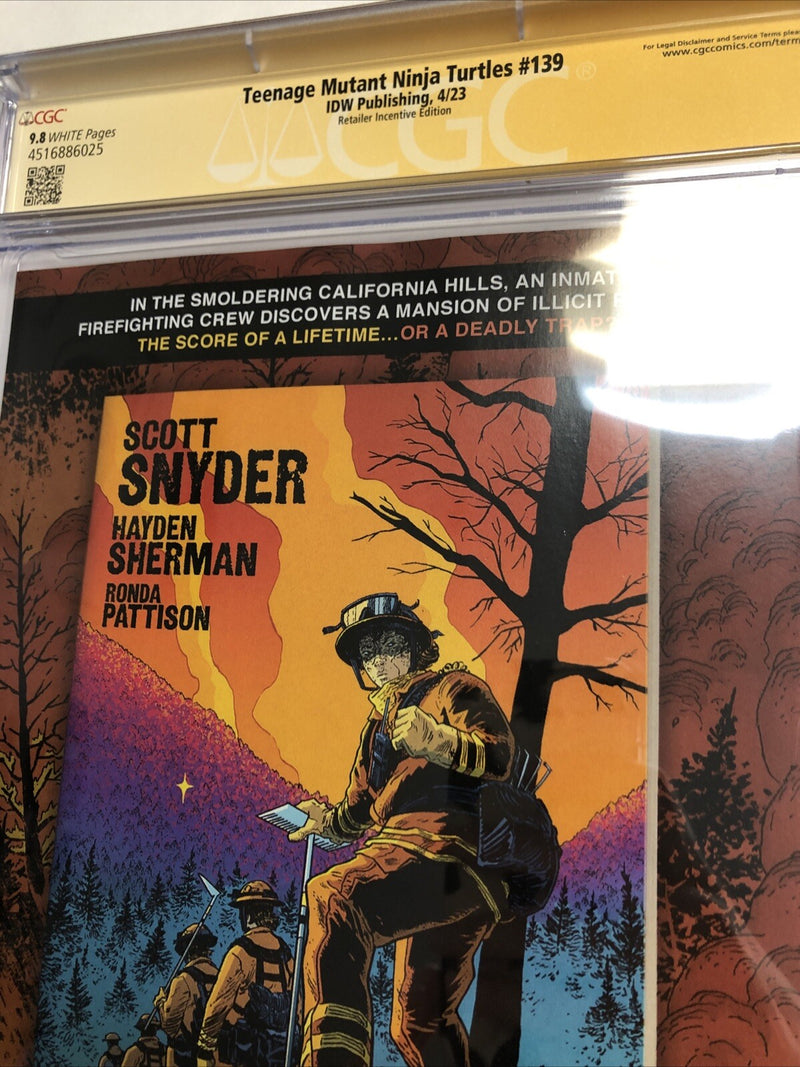 Teenage Mutant Ninja Turtles #139
IDW Publishing, 4/23
Retailer Incentive Edition
For Legal Disclaimer and Service Terms
www.cgccomics.com/term
CGC
9.8 WHITE Pages
4516886025
CGC®
IN THE SMOLDERING CALIFORNIA HILLS, AN INMAT
FIREFIGHTING CREW DISCOVERS A MANSION OF ILLICIT
THE SCORE OF A LIFETIME...OR A DEADLY TRAP?
SCOTT
SNYDER
HAYDEN
SHERMAN
RONDA
PATTISON